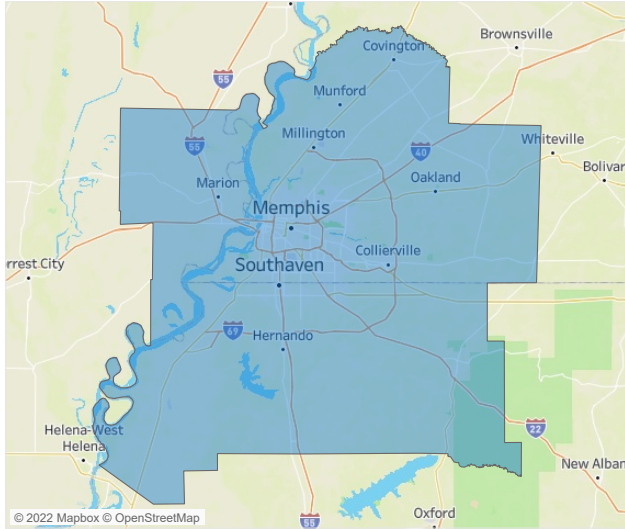 Covington
Brownsville
55
Munford
Millington
Whiteville
55
40
Bolivar
Marion
Oakland
Memphis
Collierville
rrest City
Southaven
69
Hernando
Helena-West
Helena
22
New Alban
© 2022 Mapbox © OpenStreetMap
55
Oxford